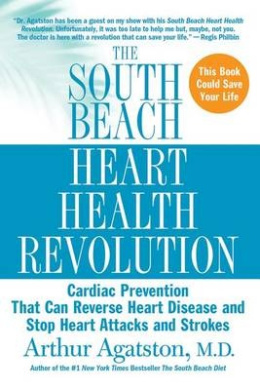 "Dr. Agatston has been a guest on my show with his South Beach Heart Health
Revolution. Unfortunately, it was too late to help me but, maybe, not you.
The doctor is here with a revolution that can save your life." —Regis Philbin
THE
SOUTH
BEACH
This Book
Could Save
Your Life
HEART
HEALTH
REVOLUTION
Cardiac Prevention
That Can Reverse Heart Disease and
Stop Heart Attacks and Strokes
Arthur Agatston, M.D.
Author of the #1 New York Times Bestseller The South Beach Diet